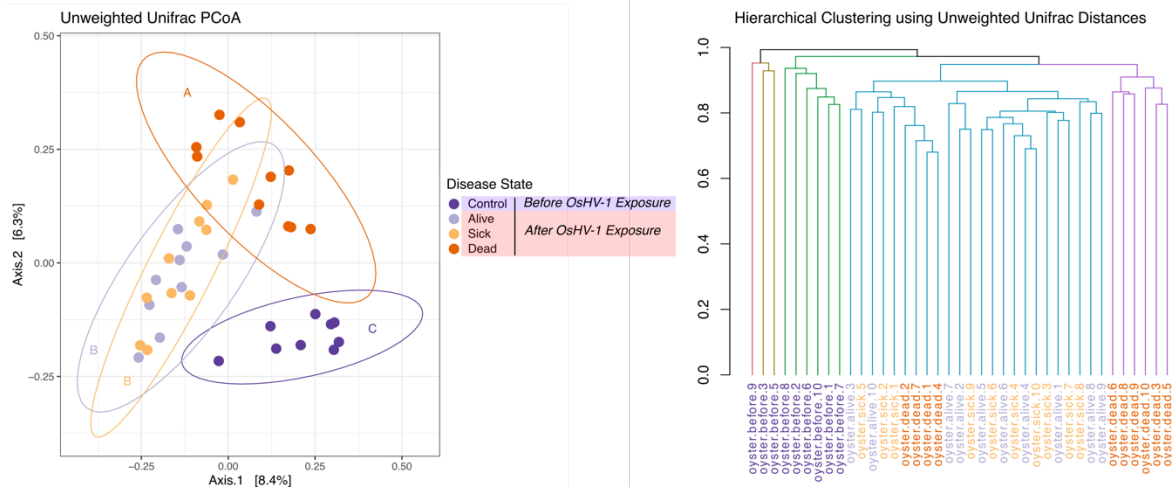 Unweighted Unifrac PCoA
0.50
0.25
0.00
−0.25
Axis.2 [6.3%]
A
B
B
C
−0.25
0.00
0.25
0.50
Axis.1 [8.4%]
Disease State
Control
Before OsHV-1 Exposure
Alive
Sick
After OsHV-1 Exposure
Dead
Hierarchical Clustering using Unweighted Unifrac Distances
1.0
0.8
0.6
0.4
0.2
0.0
oyster.before.9
oyster.before.3
oyster.before.5
oyster.before.8
oyster.before.2
oyster.before.6
oyster.before.10
oyster.before.1
oyster.before.7
oyster.alive.3
oyster.sick.5
oyster.alive.10
oyster.sick.2
oyster.sick.1
oyster.dead.2
oyster.dead.7
oyster.dead.1
oyster.dead.4
oyster.alive.7
oyster.alive.2
oyster.sick.9
oyster.alive.5
oyster.sick.6
oyster.alive.6
oyster.sick.4
oyster.alive.4
oyster.sick.10
oyster.sick.3
oyster.alive.1
oyster.sick.7
oyster.sick.8
oyster.alive.8
oyster.alive.9
oyster.dead.6
oyster.dead.8
oyster.dead.9
oyster.dead.10
oyster.dead.3
oyster.dead.5